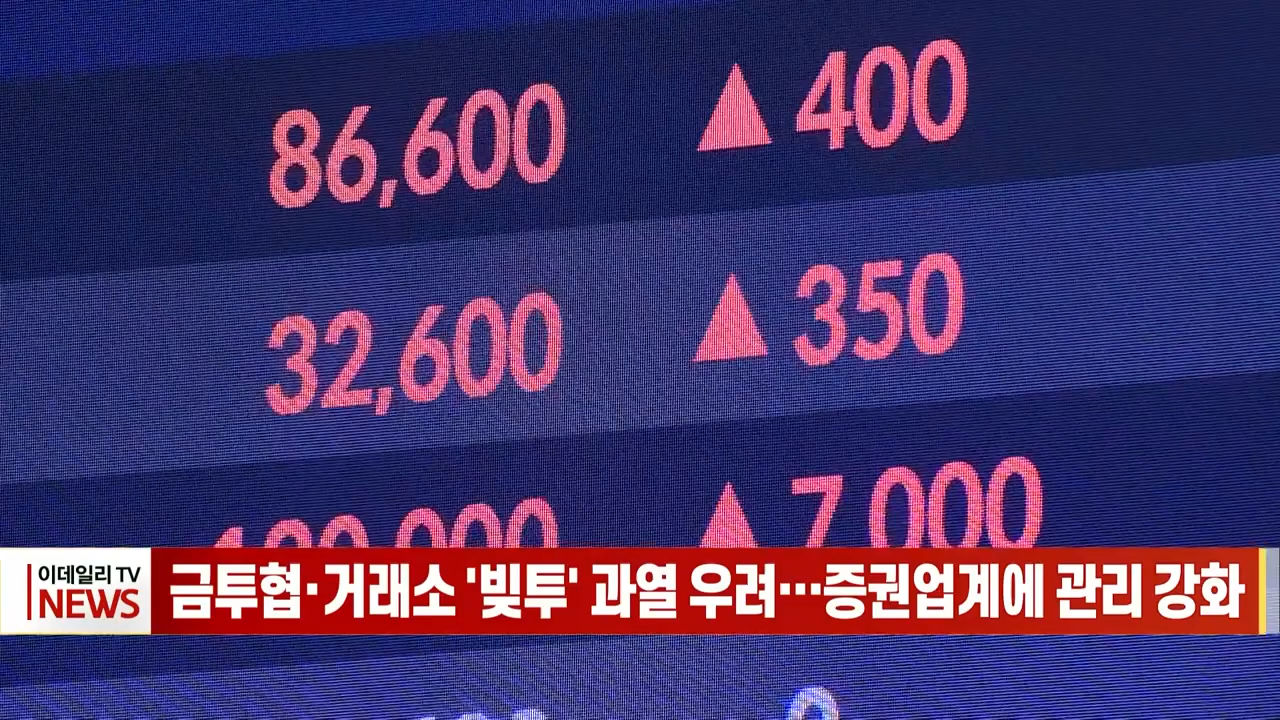 86,600 ▲400
32,600 ▲350
▲7,000
이데일리 TV
NEWS
금투협·거래소 '빚투' 과열 우려…증권업계에 관리 강화